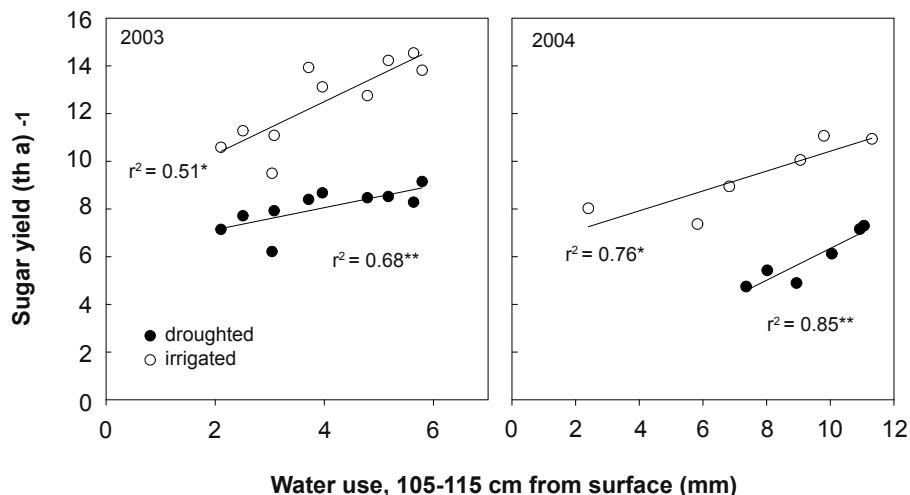 2003
2004
16
14
12
10
8
6
4
2
0
Sugar yield (th a) -1
r² = 0.51*
r² = 0.68**
r² = 0.76*
r² = 0.85**
droughted
irrigated
0 2 4 6
0 2 4 6 8 10 12
Water use, 105-115 cm from surface (mm)